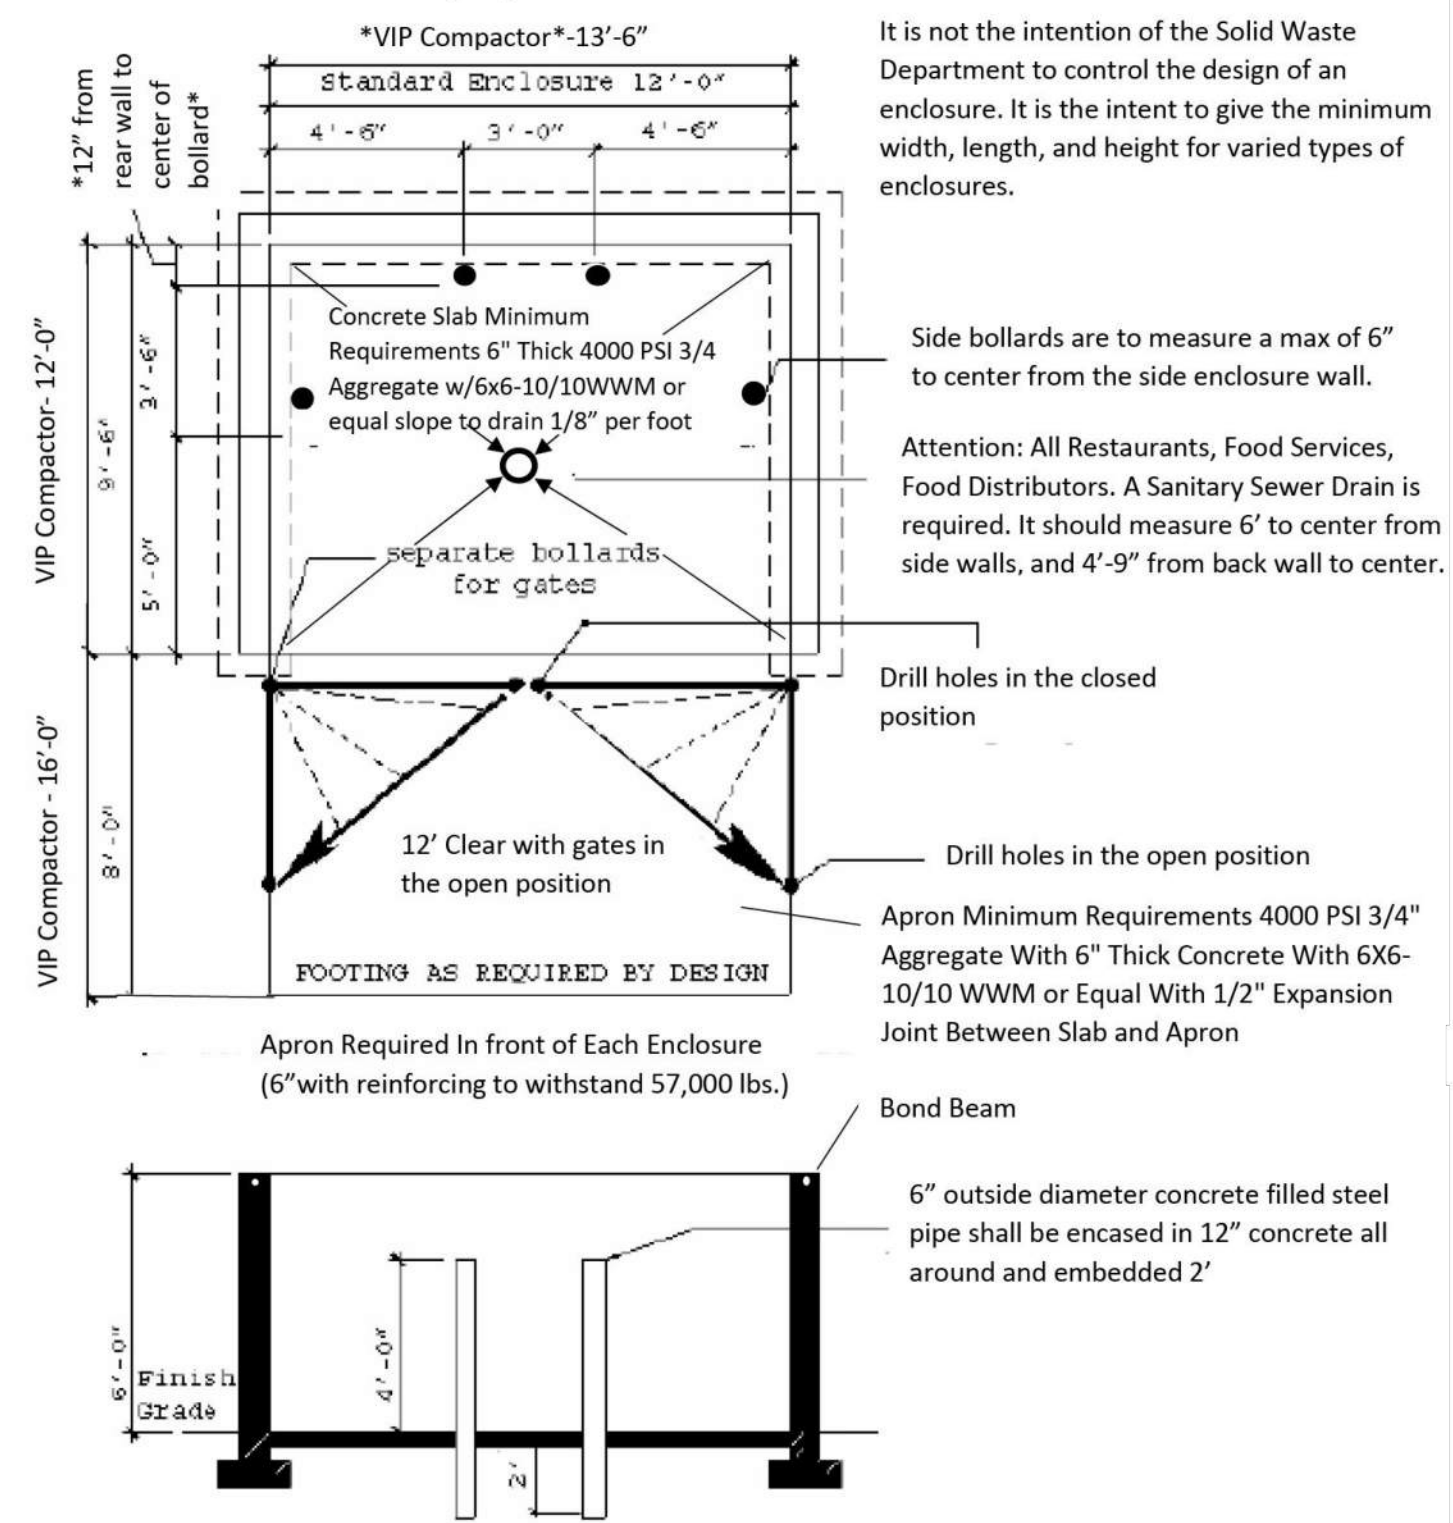 *VIP Compactor*-13’-6”
Standard Enclosure 12'-0"
4'-6"
3'-0"
4'-6"
*12” from
rear wall to
center of
bollard*
It is not the intention of the Solid Waste
Department to control the design of an
enclosure. It is the intent to give the minimum
width, length, and height for varied types of
enclosures.
VIP Compactor- 12’-0”
9'-6"
3'-6"
5'-0"
Concrete Slab Minimum
Requirements 6" Thick 4000 PSI 3/4
Aggregate w/6x6-10/10WWM or
equal slope to drain 1/8” per foot
Side bollards are to measure a max of 6”
to center from the side enclosure wall.
Attention: All Restaurants, Food Services,
Food Distributors. A Sanitary Sewer Drain is
required. It should measure 6’ to center from
side walls, and 4’-9” from back wall to center.
separate bollards
for gates
Drill holes in the closed
position
VIP Compactor - 16’-0”
8'-0"
12’ Clear with gates in
the open position
Drill holes in the open position
Apron Minimum Requirements 4000 PSI 3/4"
Aggregate With 6" Thick Concrete With 6X6-
10/10 WWM or Equal With 1/2" Expansion
Joint Between Slab and Apron
FOOTING AS REQUIRED BY DESIGN
Apron Required In front of Each Enclosure
(6”with reinforcing to withstand 57,000 lbs.)
Bond Beam
6” outside diameter concrete filled steel
pipe shall be encased in 12” concrete all
around and embedded 2’
6'-0"
Finish
Grade
4'-0"
2'